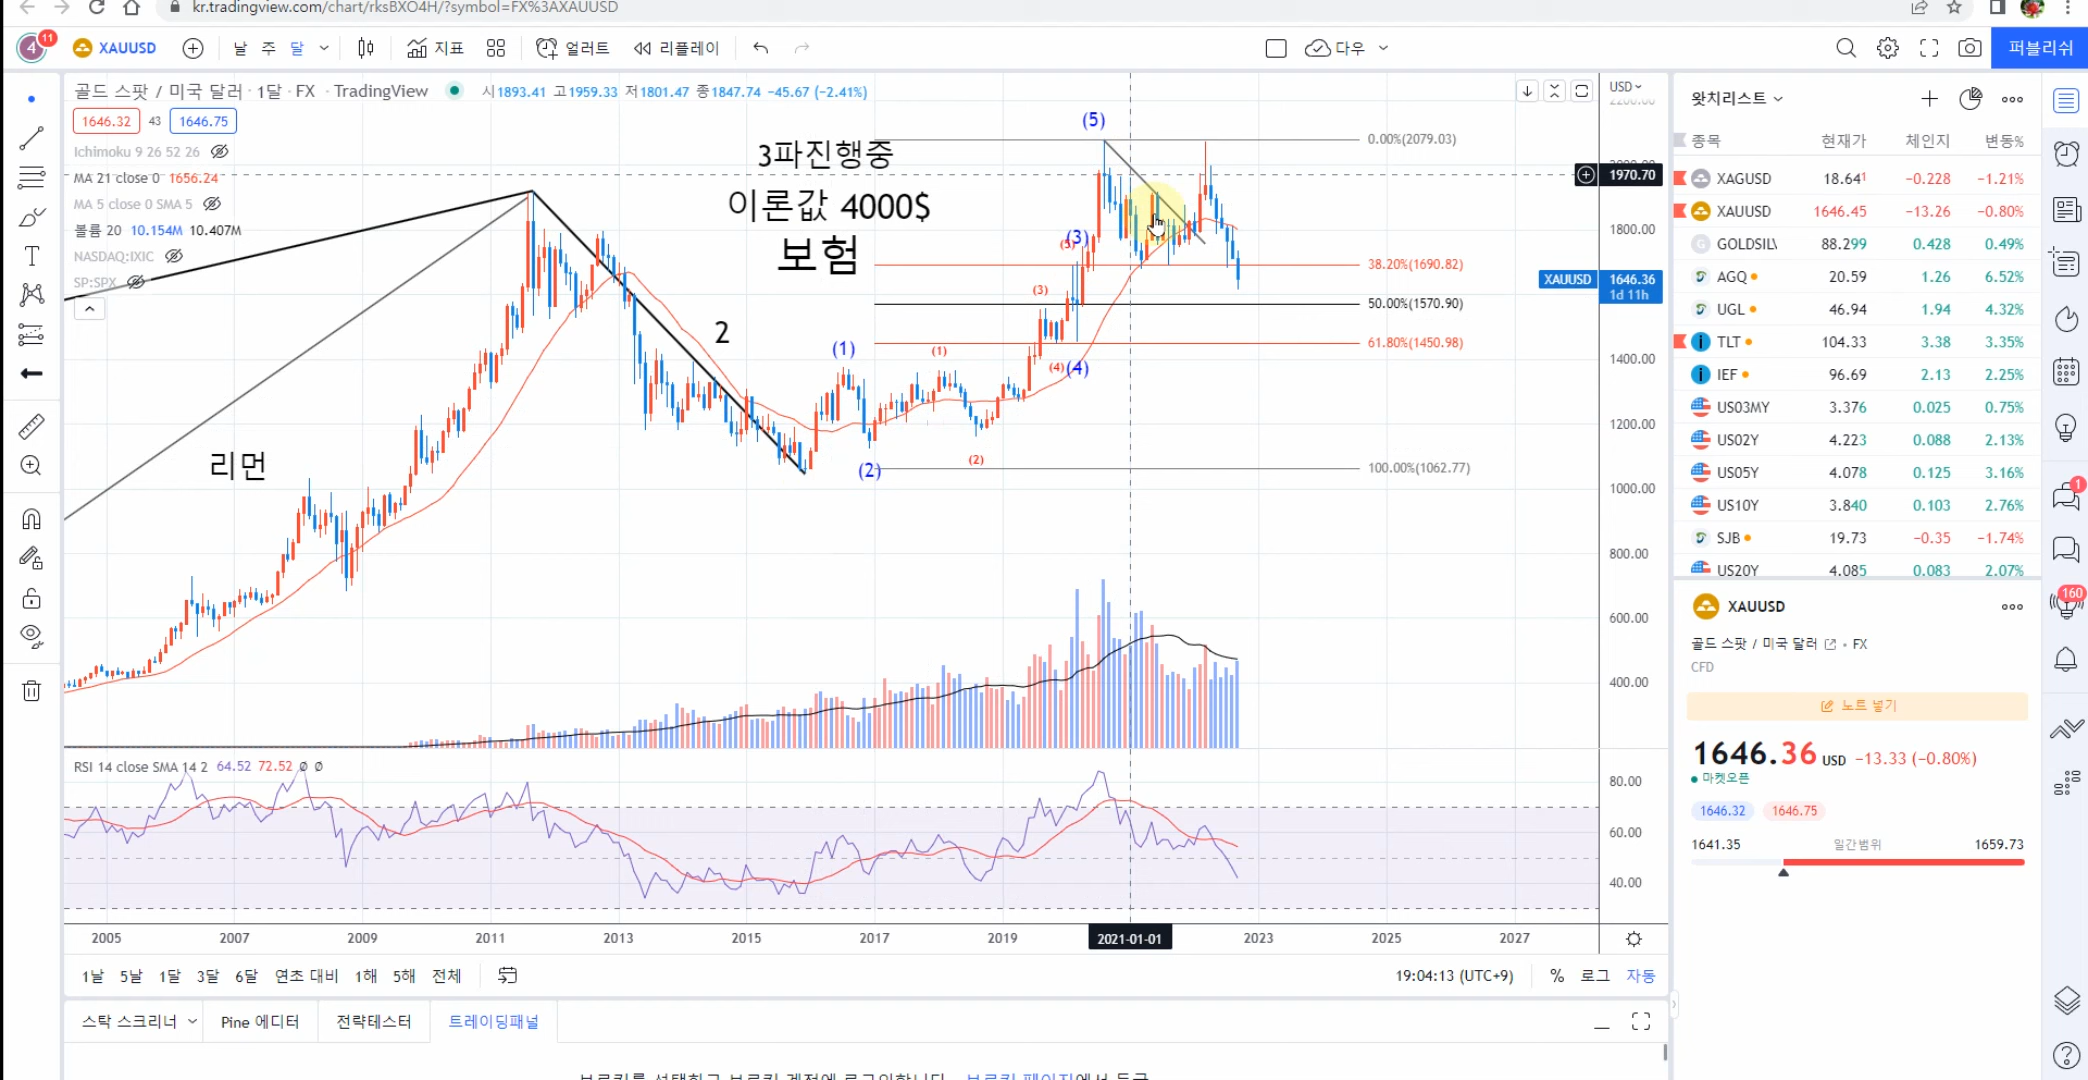 kr.tradingview.com/chart/rksBXO4H/?symbol=FX%3AXAUUSD
4 11 XAUUSD 날 주 달 지표 얼러트 리플레이 다우 퍼블리쉬
골드 스팟 / 미국 달러 · 1달 · FX · TradingView 시1893.41 고1959.33 저1801.47 종1847.74 −45.67 (−2.41%)
1646.32 43 1646.75
Ichimoku 9 26 52 26
MA 21 close 0 1656.24
MA 5 close 0 SMA 5
볼륨 20 10.154M 10.407M
NASDAQ:IXIC
SP:SPX
3파진행중
이론값 4000$
보험
리먼
2
(1)
(2)
(3)
(4)
(5)
(1)
(2)
(3)
(4)
(5)
0.00%(2079.03)
38.20%(1690.82)
50.00%(1570.90)
61.80%(1450.98)
100.00%(1062.77)
USD
1970.70
1800.00
XAUUSD 1646.36
1d 11h
1400.00
1200.00
1000.00
800.00
600.00
400.00
RSI 14 close SMA 14 2 64.52 72.52 Ø Ø
80.00
60.00
40.00
2005 2007 2009 2011 2013 2015 2017 2019 2021-01-01 2023 2025 2027
1날 5날 1달 3달 6달 연초 대비 1해 5해 전체 19:04:13 (UTC+9) % 로그 자동
스탁 스크리너 Pine 에디터 전략테스터 트레이딩패널
왓치리스트
종목 현재가 체인지 변동%
XAGUSD 18.641 −0.228 −1.21%
XAUUSD 1646.45 −13.26 −0.80%
GOLDSIL 88.299 0.428 0.49%
AGQ 20.59 1.26 6.52%
UGL 46.94 1.94 4.32%
TLT 104.33 3.38 3.35%
IEF 96.69 2.13 2.25%
US03MY 3.376 0.025 0.75%
US02Y 4.223 0.088 2.13%
US05Y 4.078 0.125 3.16%
US10Y 3.840 0.103 2.76%
SJB 19.73 −0.35 −1.74%
US20Y 4.085 0.083 2.07%
XAUUSD
골드 스팟 / 미국 달러 · FX
CFD
노트 넣기
1646.36 USD −13.33 (−0.80%)
마켓오픈
1646.32 1646.75
1641.35 일간범위 1659.73
1
160